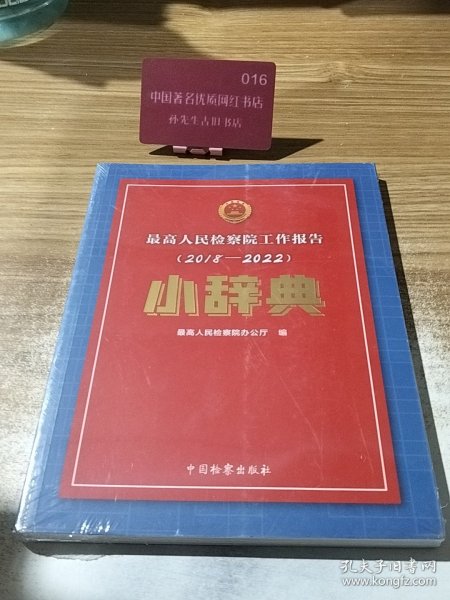 016
中国著名优质网红书店
孙先生古旧书店
最高人民检察院工作报告
(2018—2022)
小辞典
最高人民检察院办公厅 编
中国检察出版社
孔夫子旧书网
www.kongfz.com